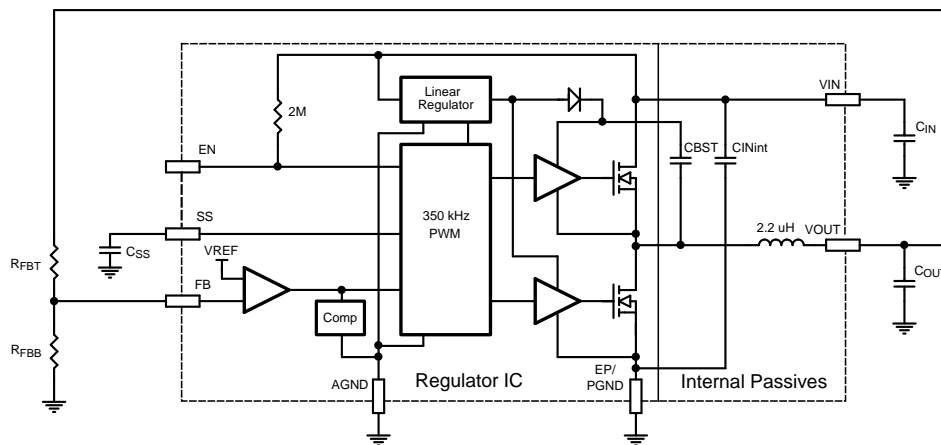 VIN
Linear
Regulator
2M
CIN
CBST
CINint
EN
350 kHz
PWM
SS
2.2 uH
VOUT
CSS
VREF
RFBT
FB
COUT
Comp
RFBB
AGND
Regulator IC
EP/
PGND
Internal Passives